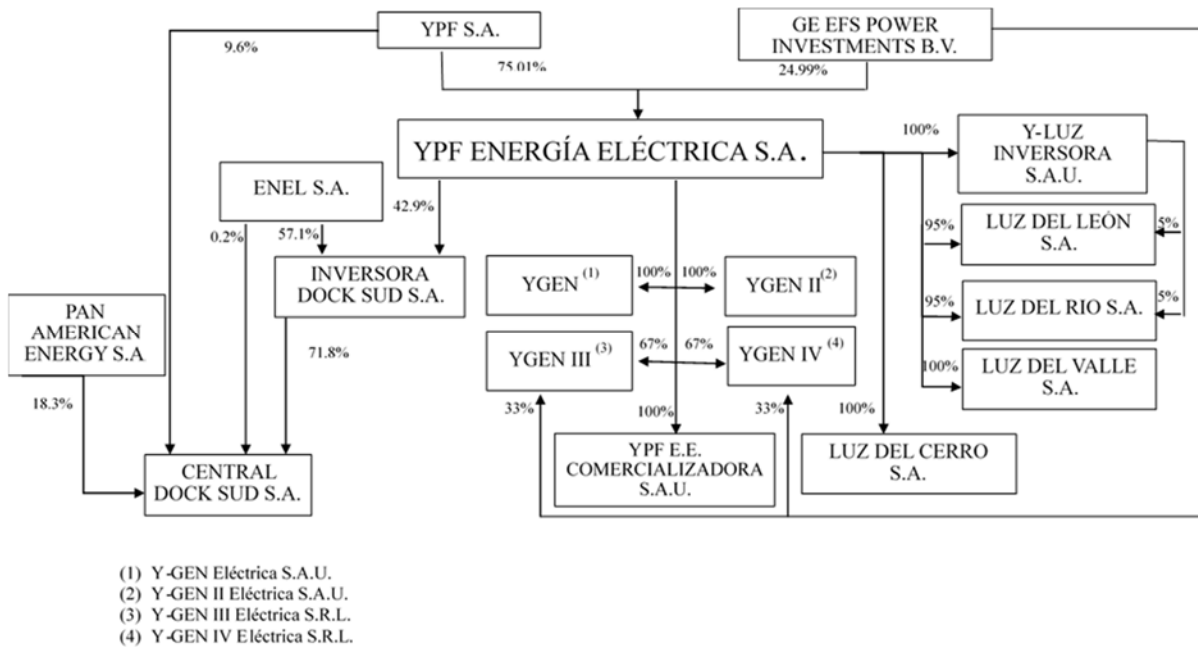 YPF S.A.
GE EFS POWER
INVESTMENTS B.V.
9.6%
75.01%
24.99%
YPF ENERGÍA ELÉCTRICA S.A.
100%
Y-LUZ
INVERSORA
S.A.U.
ENEL S.A.
42.9%
0.2%
57.1%
95%
LUZ DEL LEÓN
S.A.
5%
INVERSORA
DOCK SUD S.A.
YGEN (1)
100%
100%
YGEN II (2)
PAN
AMERICAN
ENERGY S.A
95%
LUZ DEL RIO S.A.
5%
71.8%
YGEN III (3)
67%
67%
YGEN IV (4)
100%
LUZ DEL VALLE
S.A.
18.3%
33%
100%
33%
100%
CENTRAL
DOCK SUD S.A.
YPF E.E.
COMERCIALIZADORA
S.A.U.
LUZ DEL CERRO
S.A.
(1) Y-GEN Eléctrica S.A.U.
(2) Y-GEN II Eléctrica S.A.U.
(3) Y-GEN III Eléctrica S.R.L.
(4) Y-GEN IV Eléctrica S.R.L.